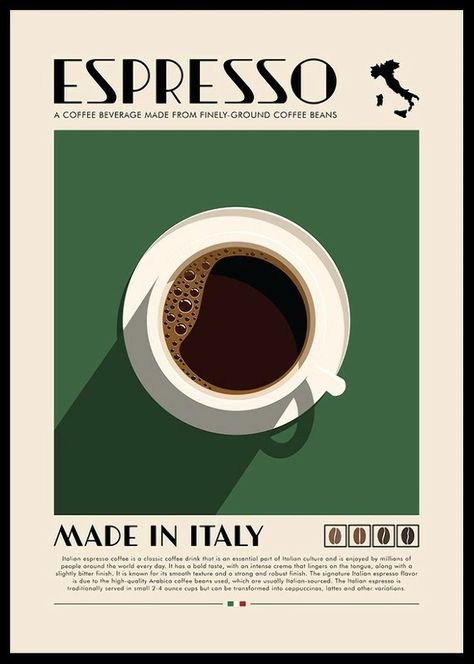 ESPRESSO
A COFFEE BEVERAGE MADE FROM FINELY-GROUND COFFEE BEANS
MADE IN ITALY
Italian espresso coffee is a classic coffee drink that is an essential part of Italian culture and is enjoyed by millions of
people around the world every day. It has a bold taste, with an intense crema that lingers on the tongue, along with a
slightly bitter finish. It is known for its smooth texture and a strong and robust finish. The signature Italian espresso flavor
is due to the high-quality Arabica coffee beans used, which are usually Italian-sourced. The Italian espresso is
traditionally served in small 2-4 ounce cups but can be transformed into cappuccinos, lattes and other variations.